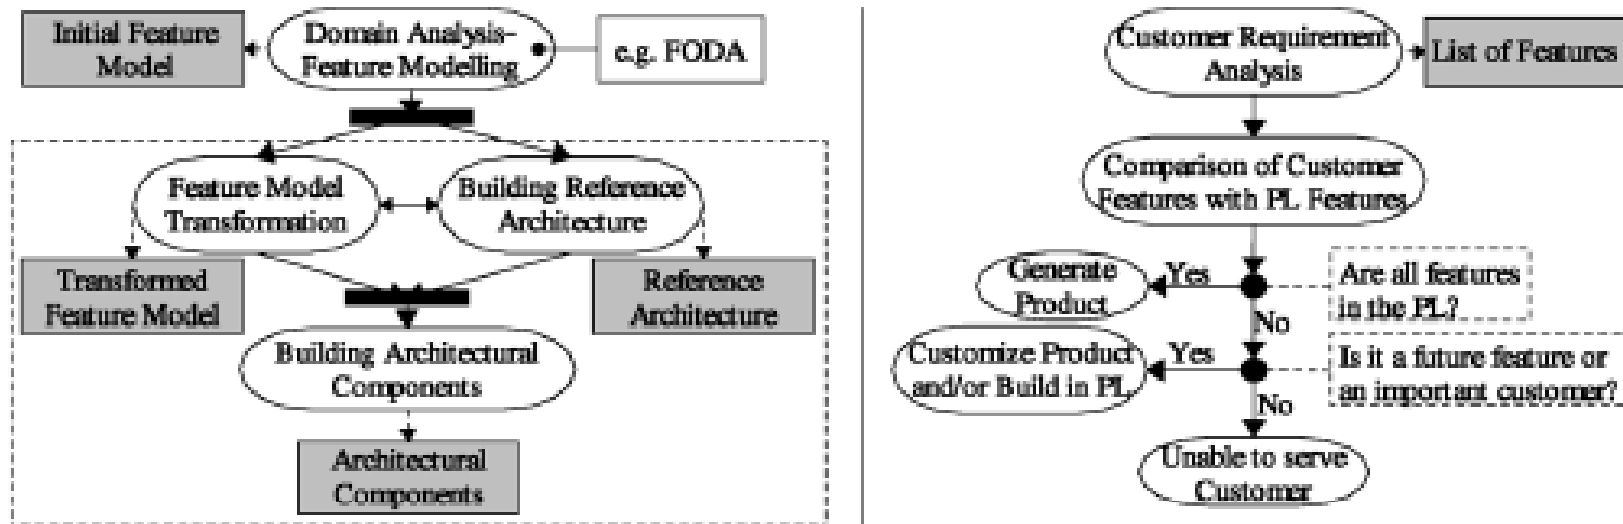 Initial Feature
Model
Domain Analysis-
Feature Modelling
e.g. FODA
Feature Model
Transformation
Building Reference
Architecture
Transformed
Feature Model
Reference
Architecture
Building Architectural
Components
Architectural
Components
Customer Requirement
Analysis
List of Features
Comparison of Customer
Features with PL Features
Generate
Product
Yes
Are all features
in the PL?
No
Customize Product
and/or Build in PL
Yes
Is it a future feature or
an important customer?
No
Unable to serve
Customer